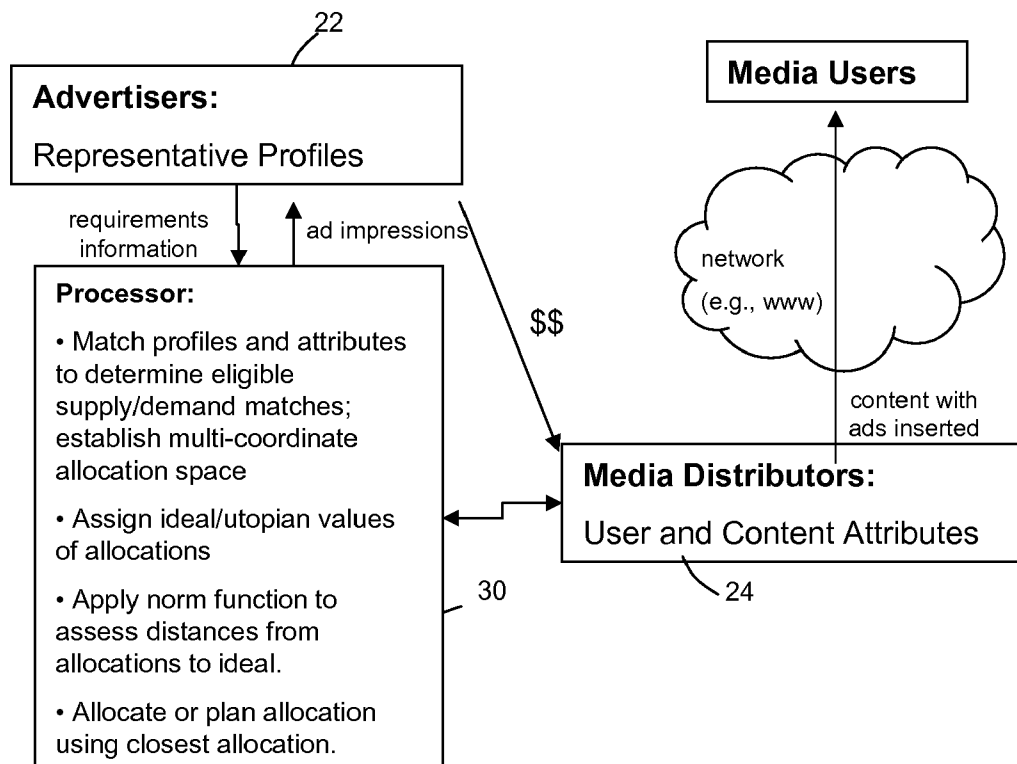 22
Advertisers:
Representative Profiles
Media Users
requirements
information
ad impressions
network
(e.g., www)
$$
content with
ads inserted
Processor:
• Match profiles and attributes
to determine eligible
supply/demand matches;
establish multi-coordinate
allocation space
• Assign ideal/utopian values
of allocations
• Apply norm function to
assess distances from
allocations to ideal.
• Allocate or plan allocation
using closest allocation.
30
Media Distributors:
User and Content Attributes
24